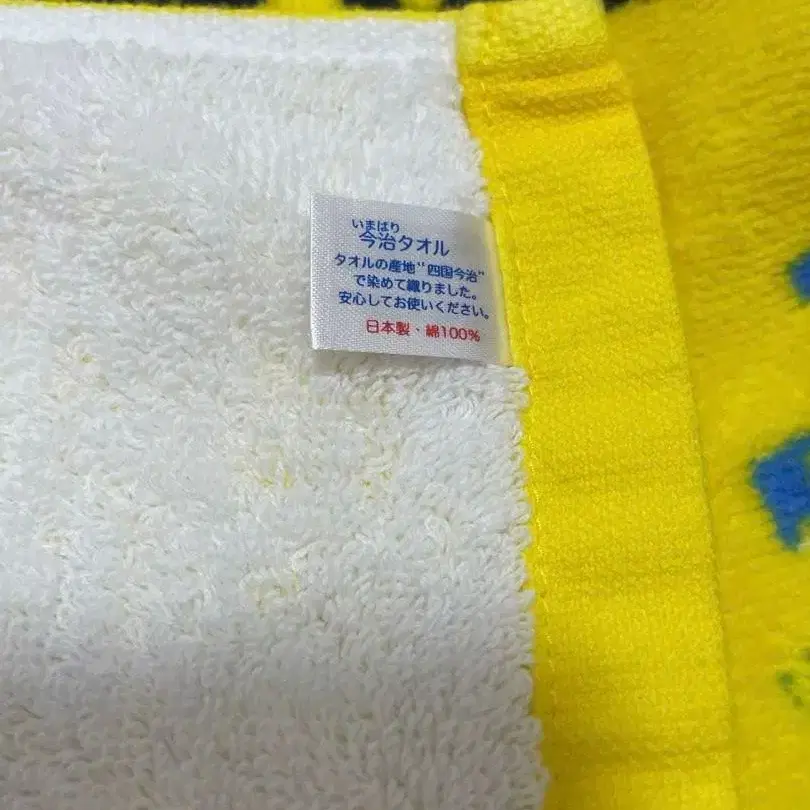 いまばり
今治タオル
タオルの産地"四国今治"
で染めて織りました。
安心してお使いください。
日本製・綿100%